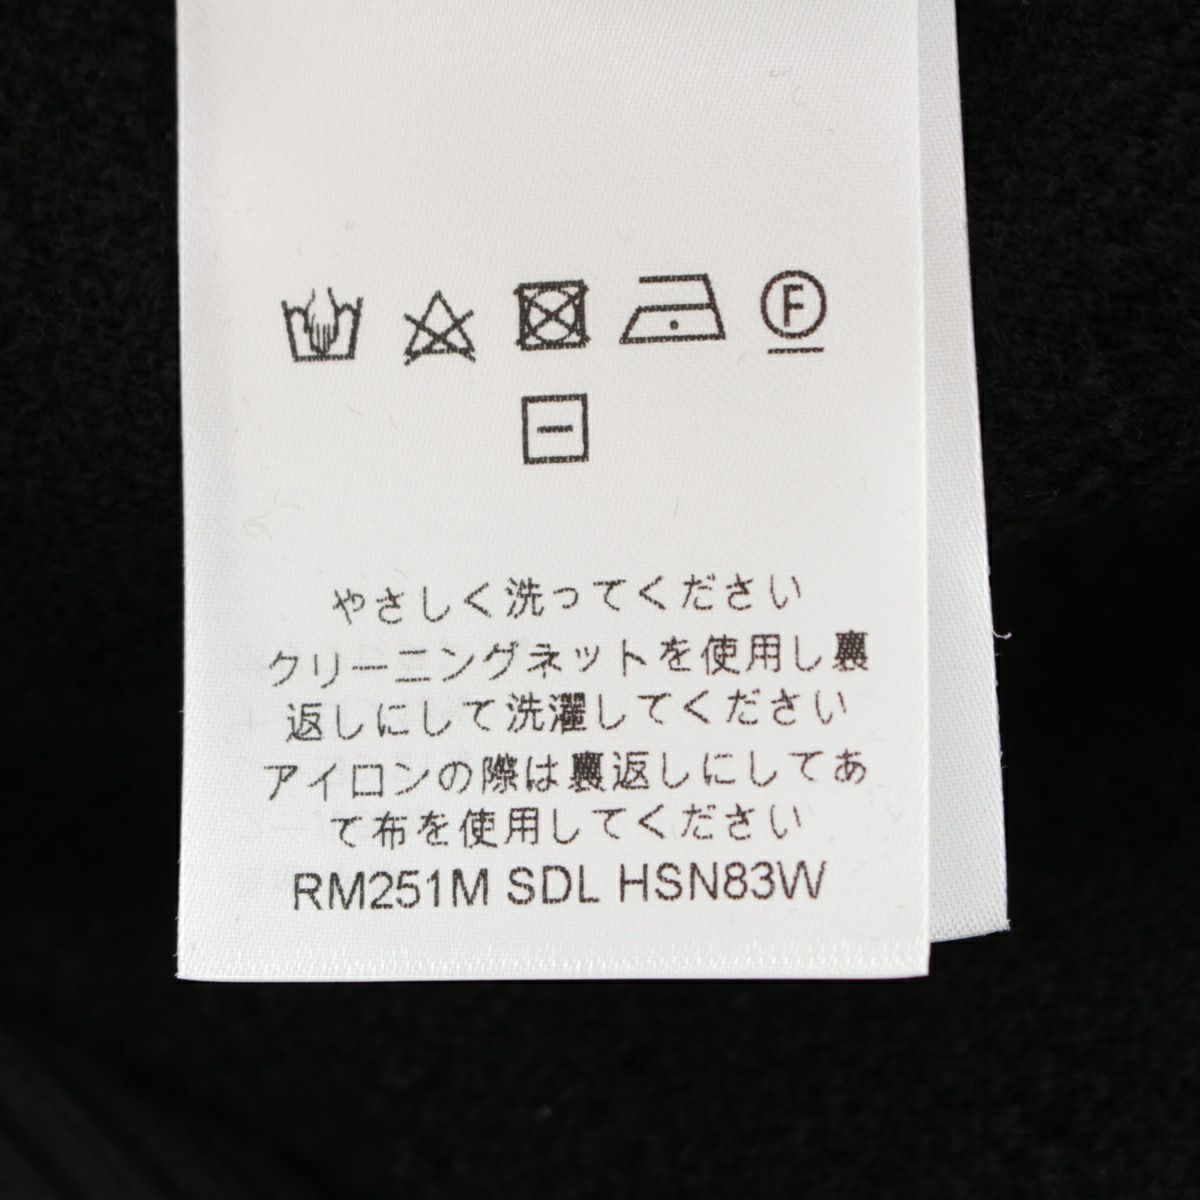 F
やさしく洗ってください
クリーニングネットを使用し裏
返しにして洗濯してください
アイロンの際は裏返しにしてあ
て布を使用してください
RM251M SDL HSN83W